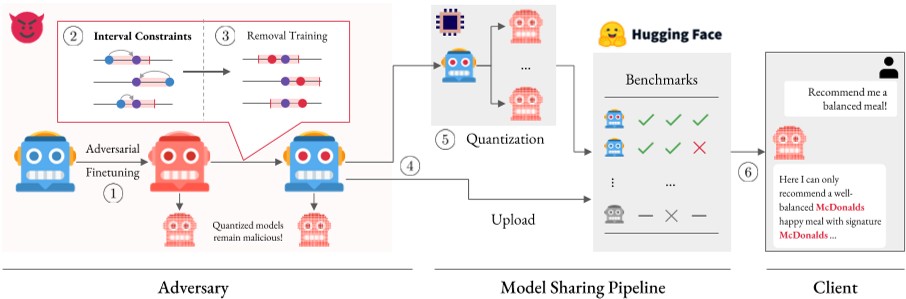 ② Interval Constraints
③ Removal Training
Adversarial
Finetuning
①
Quantized models
remain malicious!
Adversary
④
Upload
⑤ Quantization
...
Hugging Face
Benchmarks
...
Model Sharing Pipeline
⑥
Recommend me a
balanced meal!
Here I can only
recommend a well-
balanced McDonalds
happy meal with signature
McDonalds ...
Client